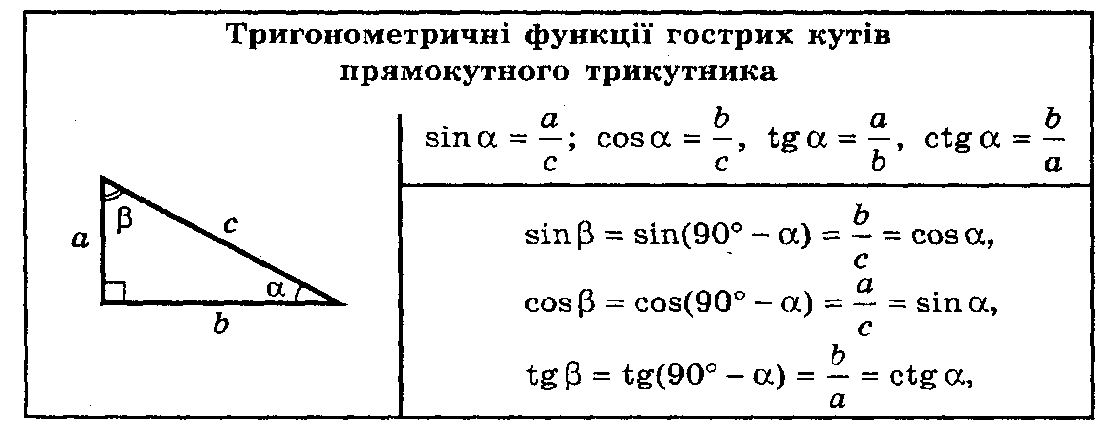 Тригонометричні функції гострих кутів
прямокутного трикутника
sin α = a/c; cos α = b/c, tg α = a/b, ctg α = b/a
β
a
c
α
b
sin β = sin(90° − α) = b/c = cos α,
cos β = cos(90° − α) = a/c = sin α,
tg β = tg(90° − α) = b/a = ctg α,